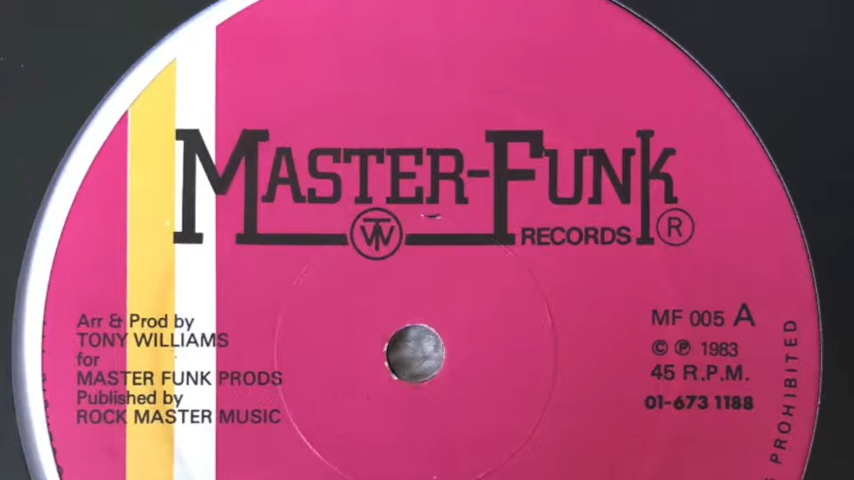 MASTER-FUNK
TW
RECORDS ®
Arr & Prod by
TONY WILLIAMS
for
MASTER FUNK PRODS
Published by
ROCK MASTER MUSIC
MF 005 A
© ℗ 1983
45 R.P.M.
01-673 1188
PROHIBITED